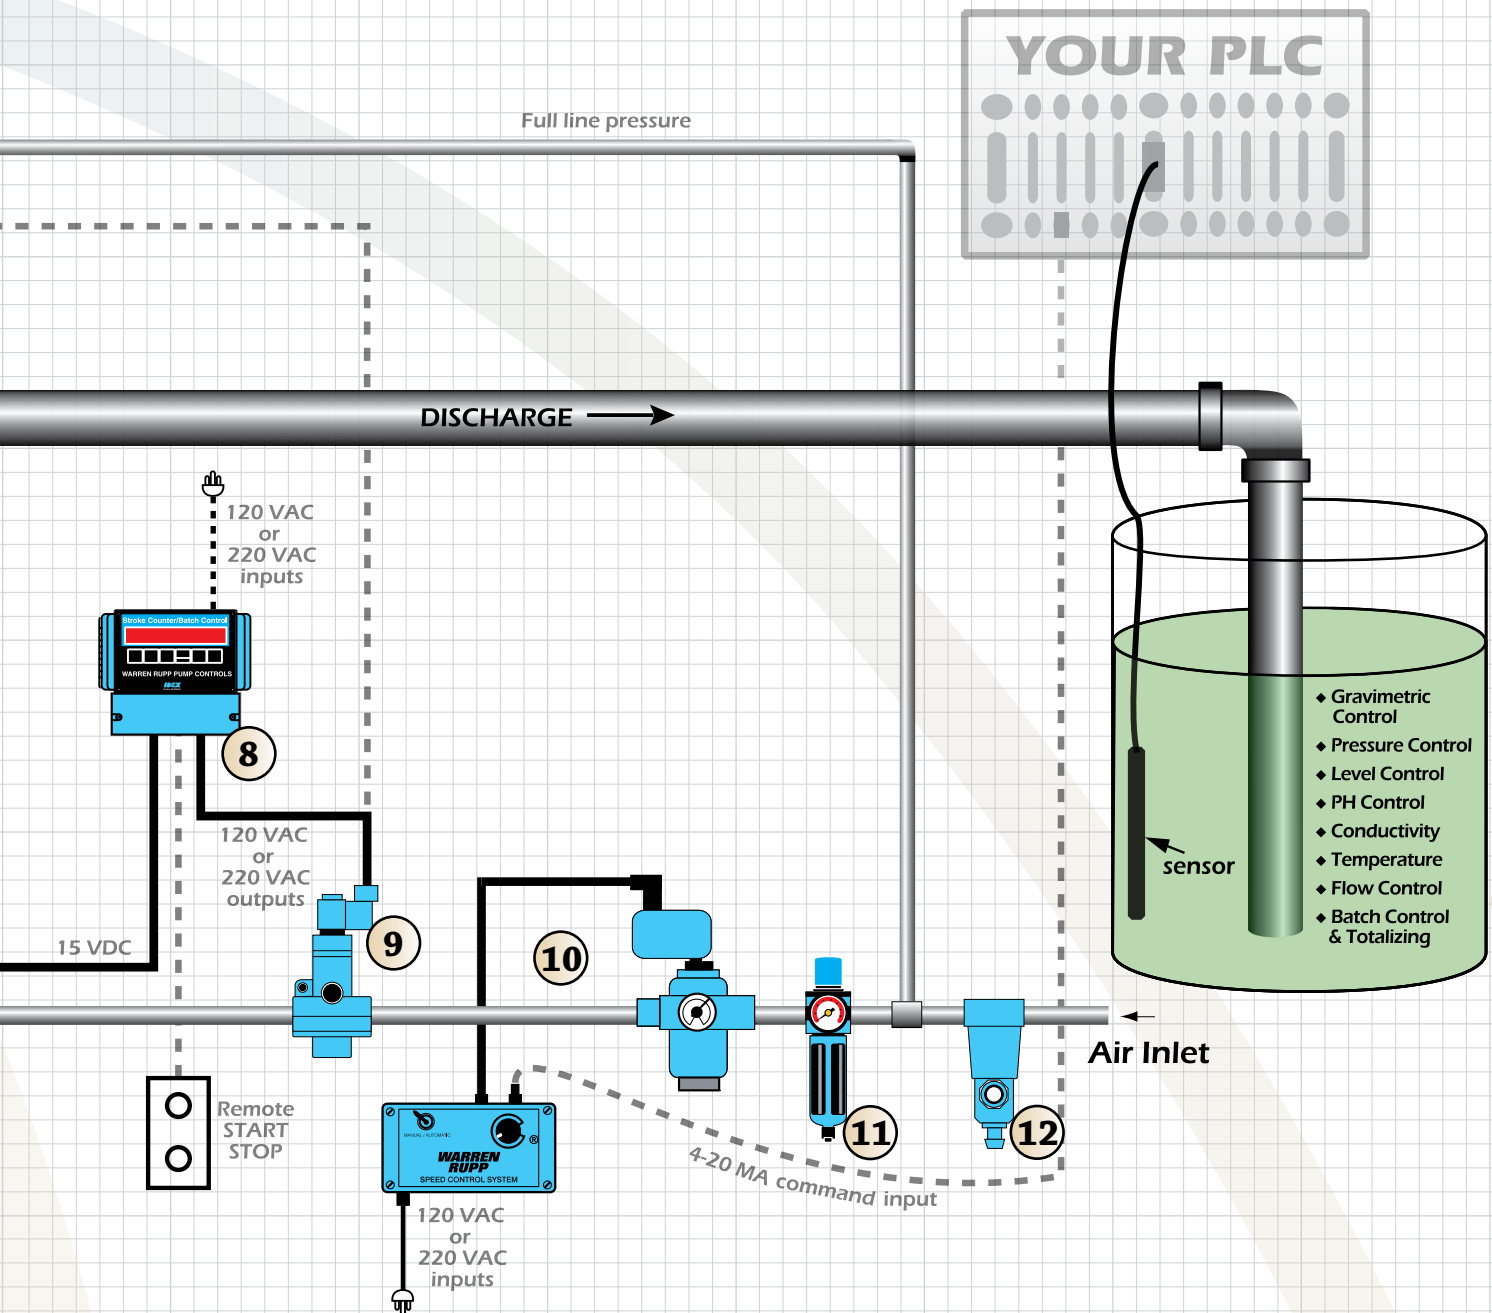 YOUR PLC
Full line pressure
DISCHARGE
120 VAC
or
220 VAC
inputs
Stroke Counter/Batch Control
WARREN RUPP PUMP CONTROLS
IDEX
8
120 VAC
or
220 VAC
outputs
15 VDC
9
10
Gravimetric
Control
Pressure Control
Level Control
PH Control
Conductivity
Temperature
Flow Control
Batch Control
& Totalizing
sensor
Air Inlet
11
12
Remote
START
STOP
MANUAL / AUTOMATIC
®
WARREN
RUPP
SPEED CONTROL SYSTEM
4-20 MA command input
120 VAC
or
220 VAC
inputs